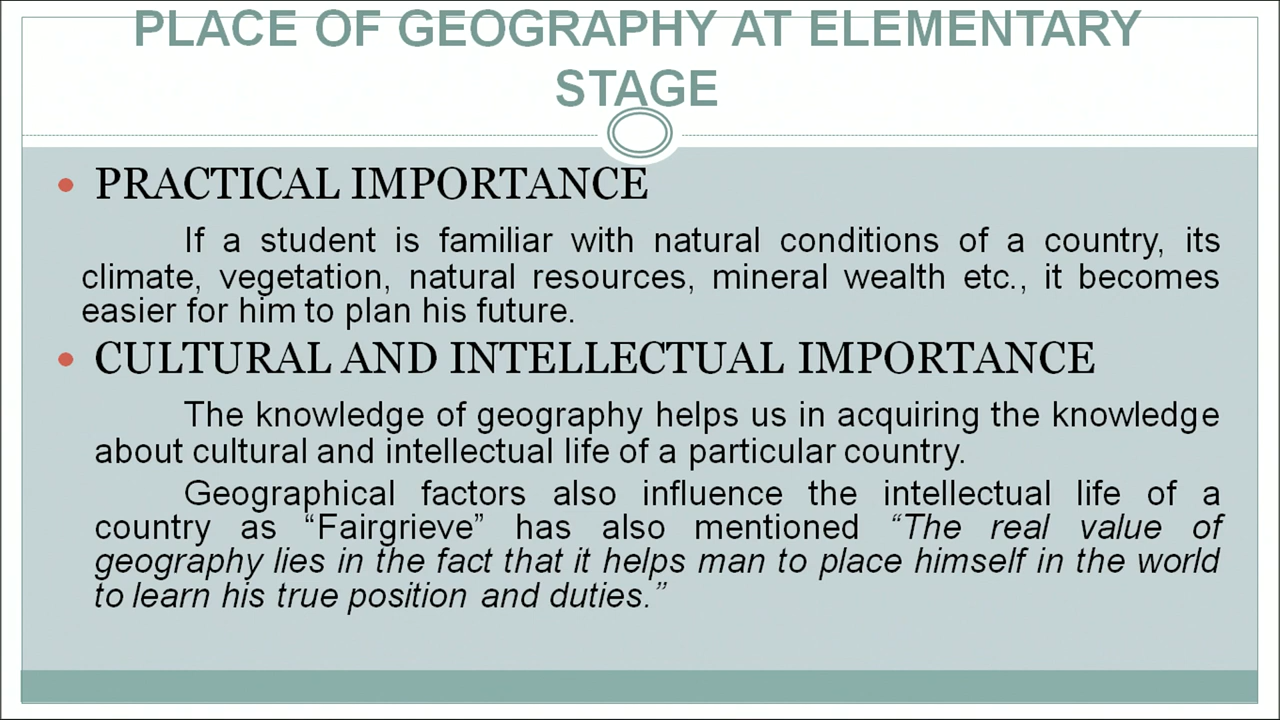 PLACE OF GEOGRAPHY AT ELEMENTARY
STAGE
• PRACTICAL IMPORTANCE
If a student is familiar with natural conditions of a country, its
climate, vegetation, natural resources, mineral wealth etc., it becomes
easier for him to plan his future.
• CULTURAL AND INTELLECTUAL IMPORTANCE
The knowledge of geography helps us in acquiring the knowledge
about cultural and intellectual life of a particular country.
Geographical factors also influence the intellectual life of a
country as “Fairgrieve” has also mentioned “The real value of
geography lies in the fact that it helps man to place himself in the world
to learn his true position and duties.”